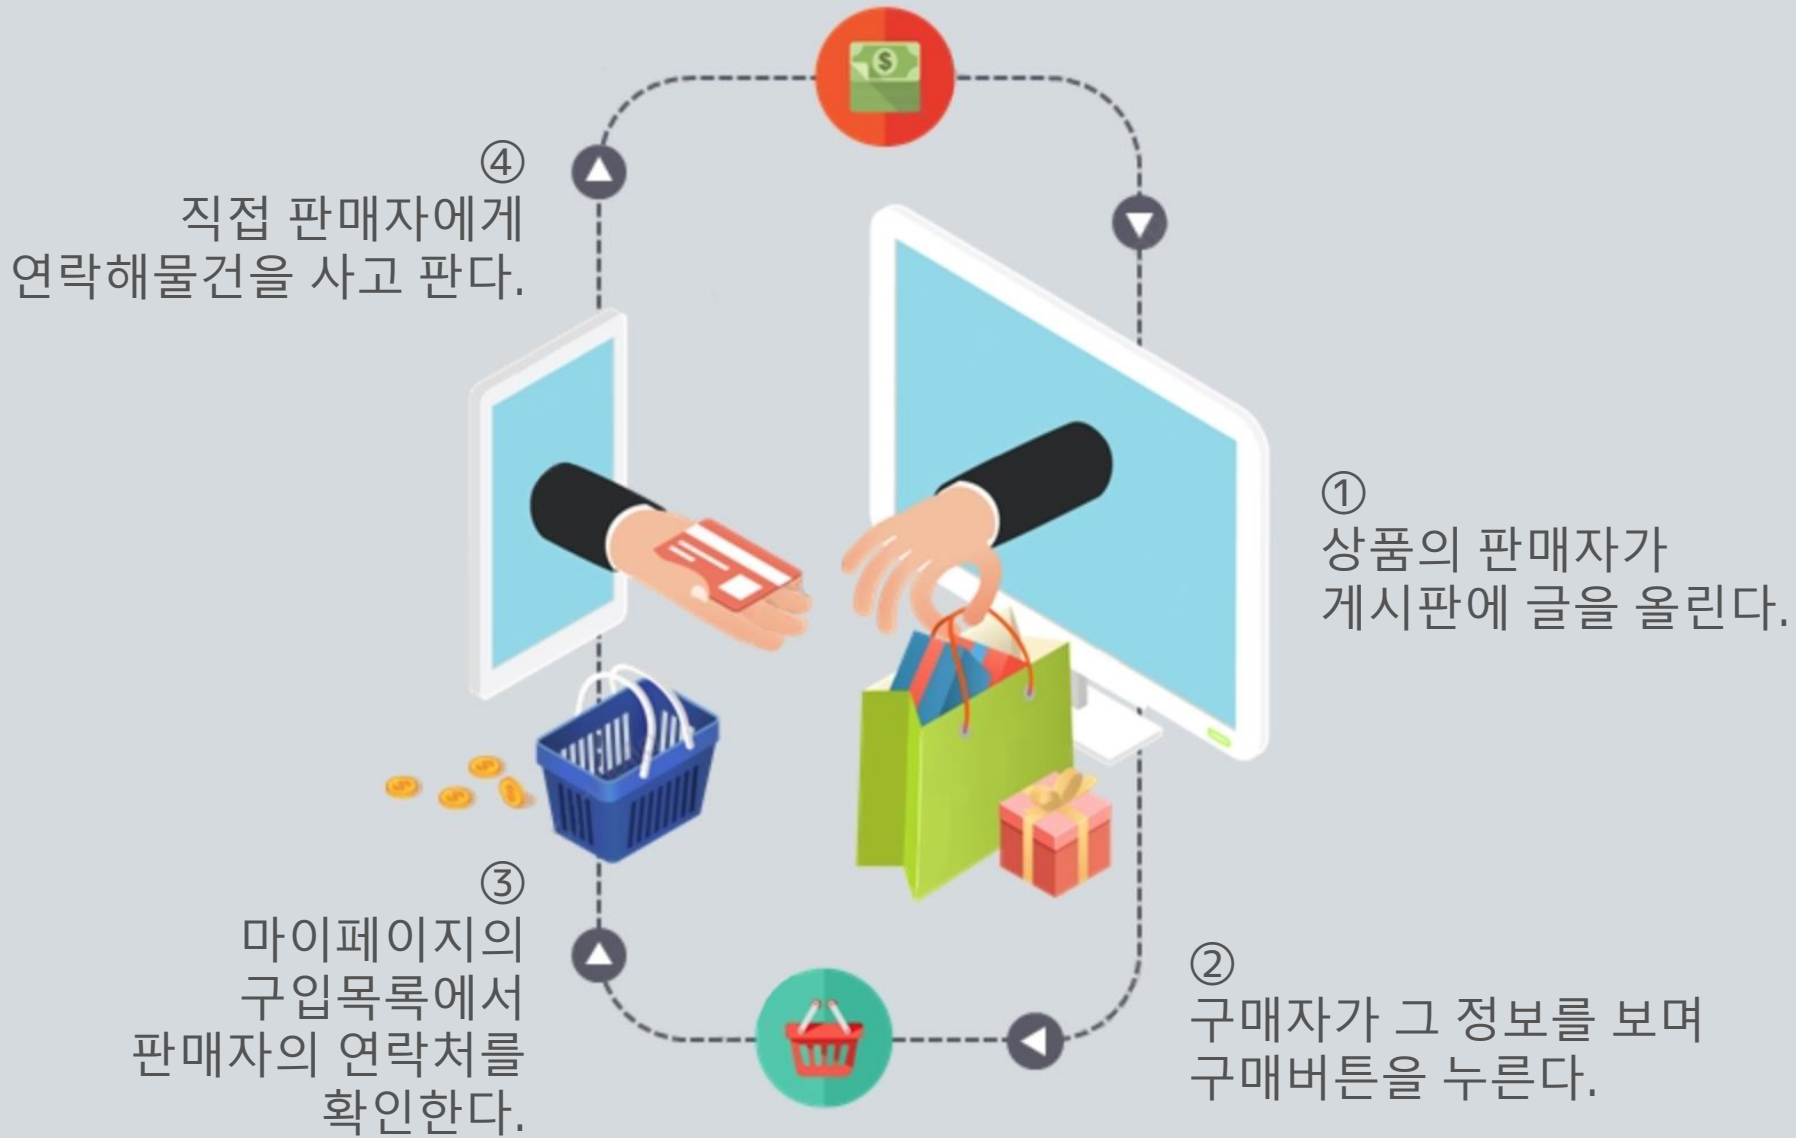 ①
상품의 판매자가
게시판에 글을 올린다.
②
구매자가 그 정보를 보며
구매버튼을 누른다.
③
마이페이지의
구입목록에서
판매자의 연락처를
확인한다.
④
직접 판매자에게
연락해물건을 사고 판다.